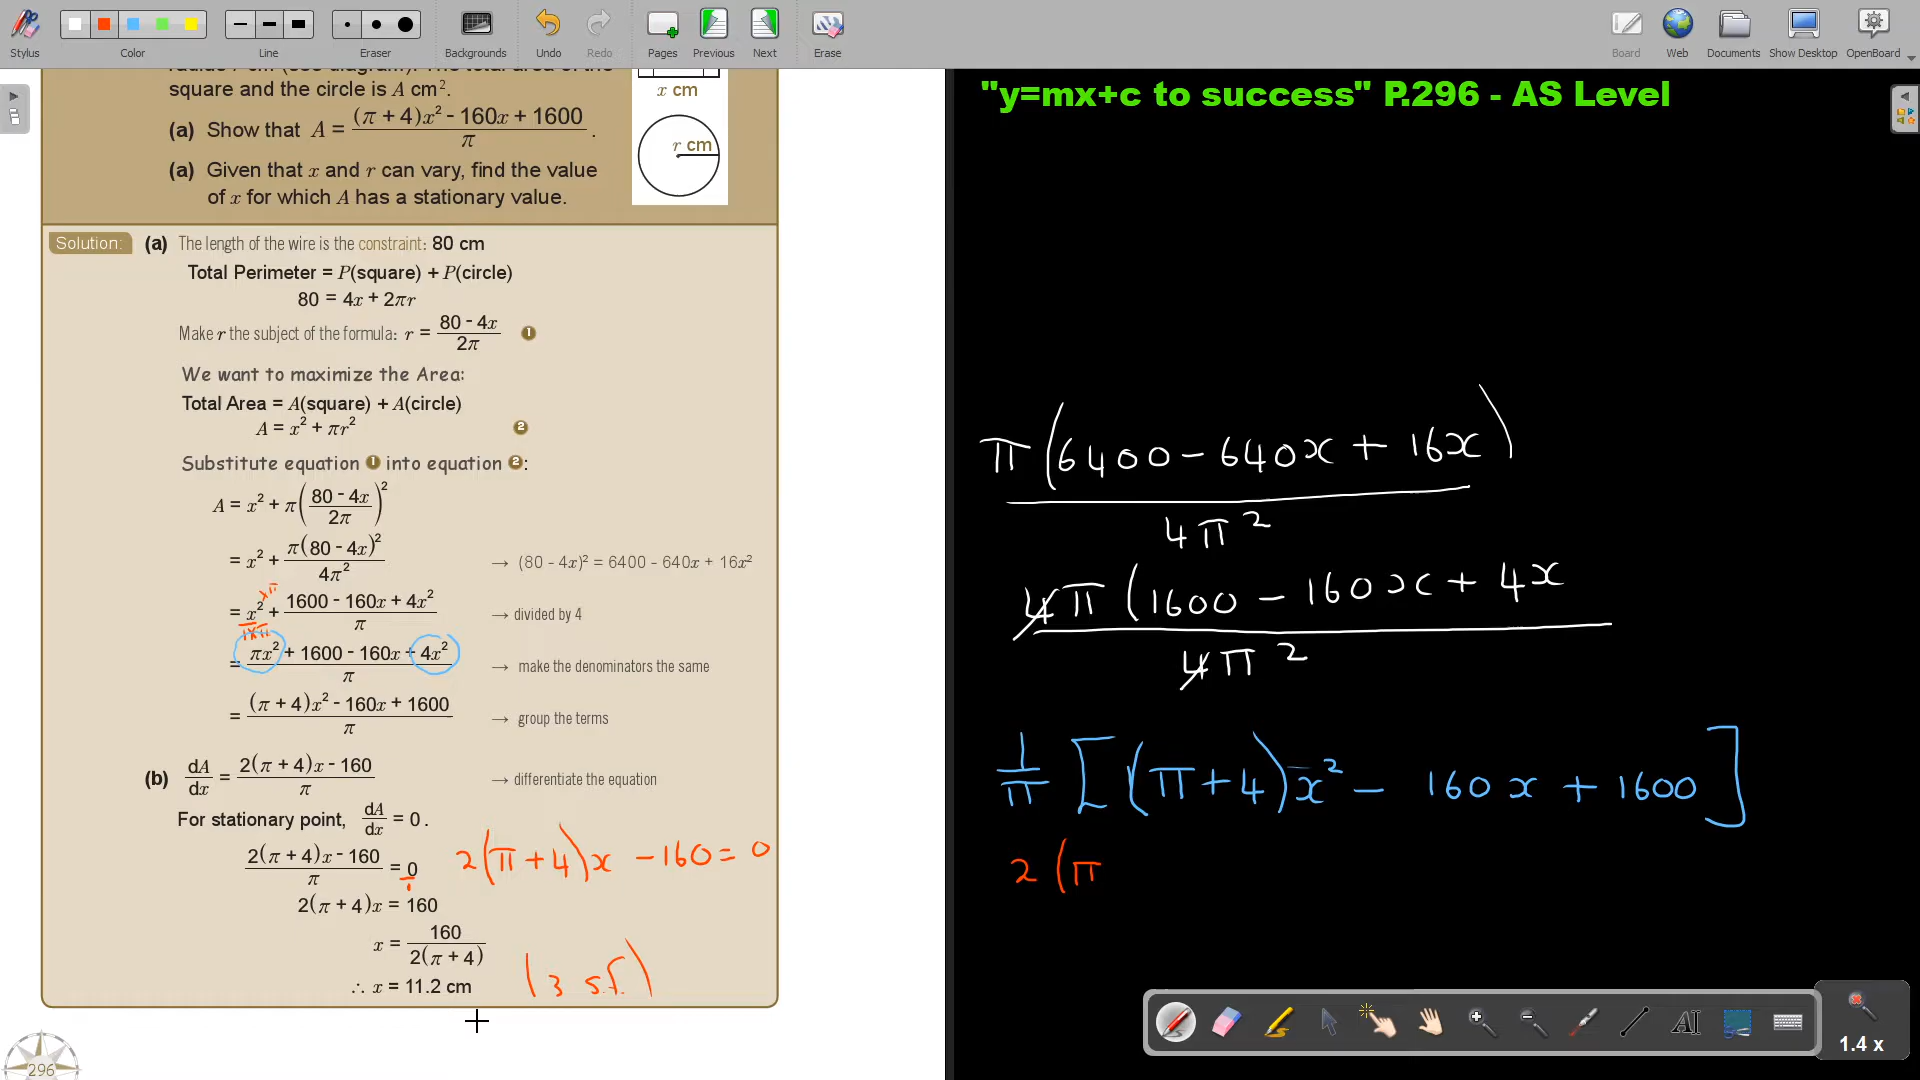 Stylus Color Line Eraser Backgrounds Undo Redo Pages Previous Next Erase Board Web Documents Show Desktop OpenBoard
square and the circle is A cm².
x cm
(a) Show that A = ((π + 4)x² - 160x + 1600)/π .
r cm
(a) Given that x and r can vary, find the value
of x for which A has a stationary value.
Solution: (a) The length of the wire is the constraint: 80 cm
Total Perimeter = P(square) + P(circle)
80 = 4x + 2πr
Make r the subject of the formula: r = (80 - 4x)/2π ❶
We want to maximize the Area:
Total Area = A(square) + A(circle)
A = x² + πr² ❷
Substitute equation ❶ into equation ❷:
A = x² + π((80 - 4x)/2π)²
= x² + π(80 - 4x)²/4π² → (80 - 4x)² = 6400 - 640x + 16x²
xπ
= x² + (1600 - 160x + 4x²)/π → divided by 4
= (πx² + 1600 - 160x + 4x²)/π → make the denominators the same
= ((π + 4)x² - 160x + 1600)/π → group the terms
(b) dA/dx = (2(π + 4)x - 160)/π → differentiate the equation
For stationary point, dA/dx = 0 .
(2(π + 4)x - 160)/π = 0/1
2(π+4)x - 160 = 0
2(π + 4)x = 160
x = 160/2(π + 4)
∴ x = 11.2 cm (3 s.f.)
296
"y=mx+c to success" P.296 - AS Level
π(6400 - 640x + 16x)/4π²
4π(1600 - 160x + 4x/4π²
1/π [(π+4)x² - 160x + 1600]
2(π
1.4 x